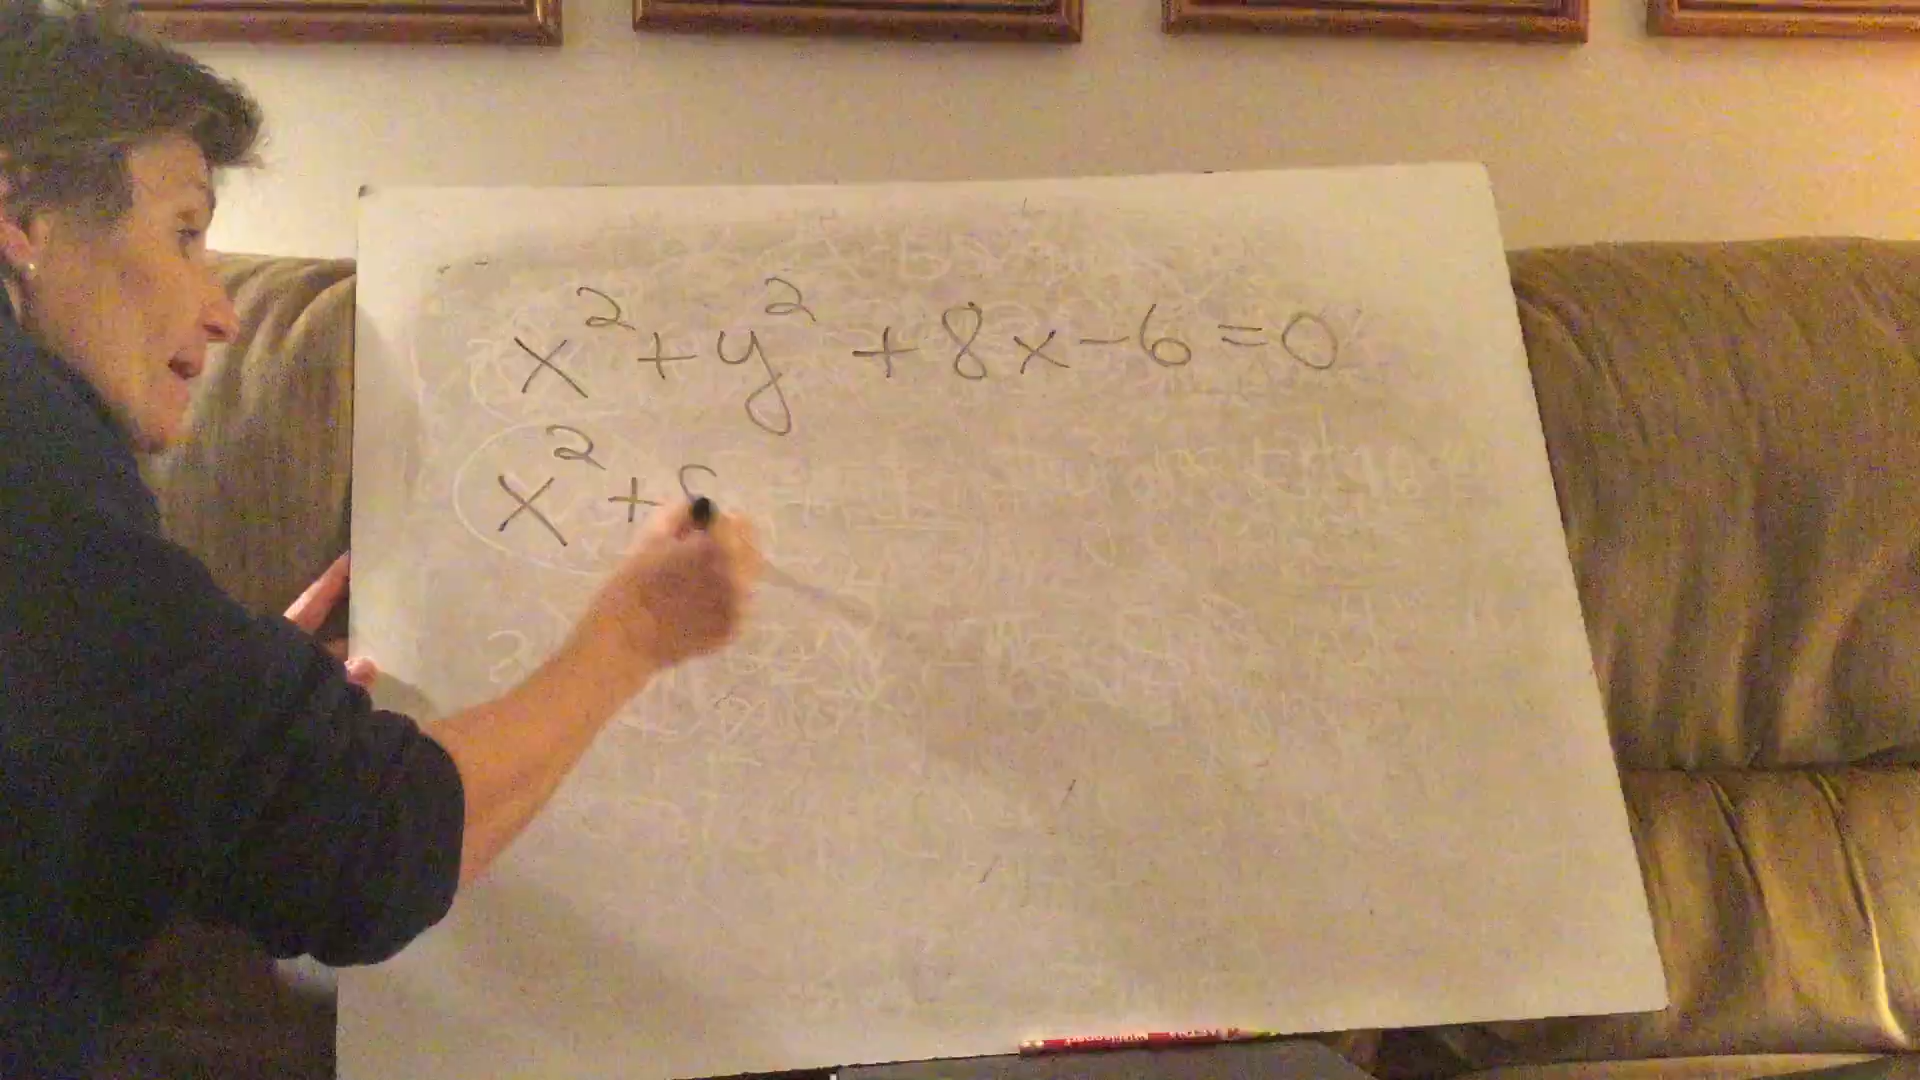 x² + y² + 8x - 6 = 0
x² +